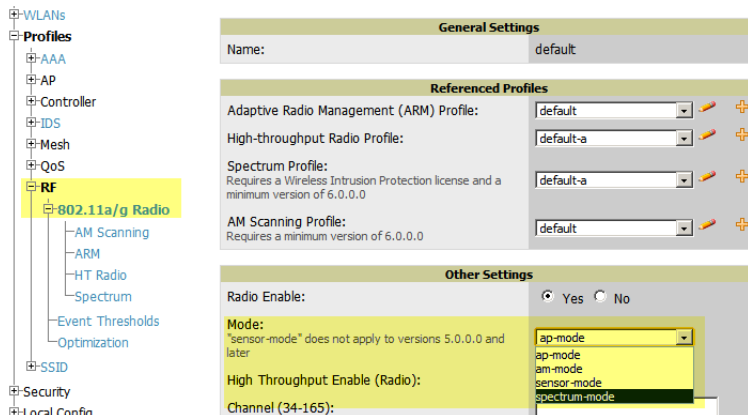 WLANs
Profiles
AAA
AP
Controller
IDS
Mesh
QoS
RF
802.11a/g Radio
AM Scanning
ARM
HT Radio
Spectrum
Event Thresholds
Optimization
SSID
Security
Local Config
General Settings
Name: default
Referenced Profiles
Adaptive Radio Management (ARM) Profile: default
High-throughput Radio Profile: default-a
Spectrum Profile:
Requires a Wireless Intrusion Protection license and a
minimum version of 6.0.0.0
default-a
AM Scanning Profile:
Requires a minimum version of 6.0.0.0
default
Other Settings
Radio Enable: Yes No
Mode:
"sensor-mode" does not apply to versions 5.0.0.0 and
later
ap-mode
ap-mode
am-mode
sensor-mode
spectrum-mode
High Throughput Enable (Radio):
Channel (34-165):